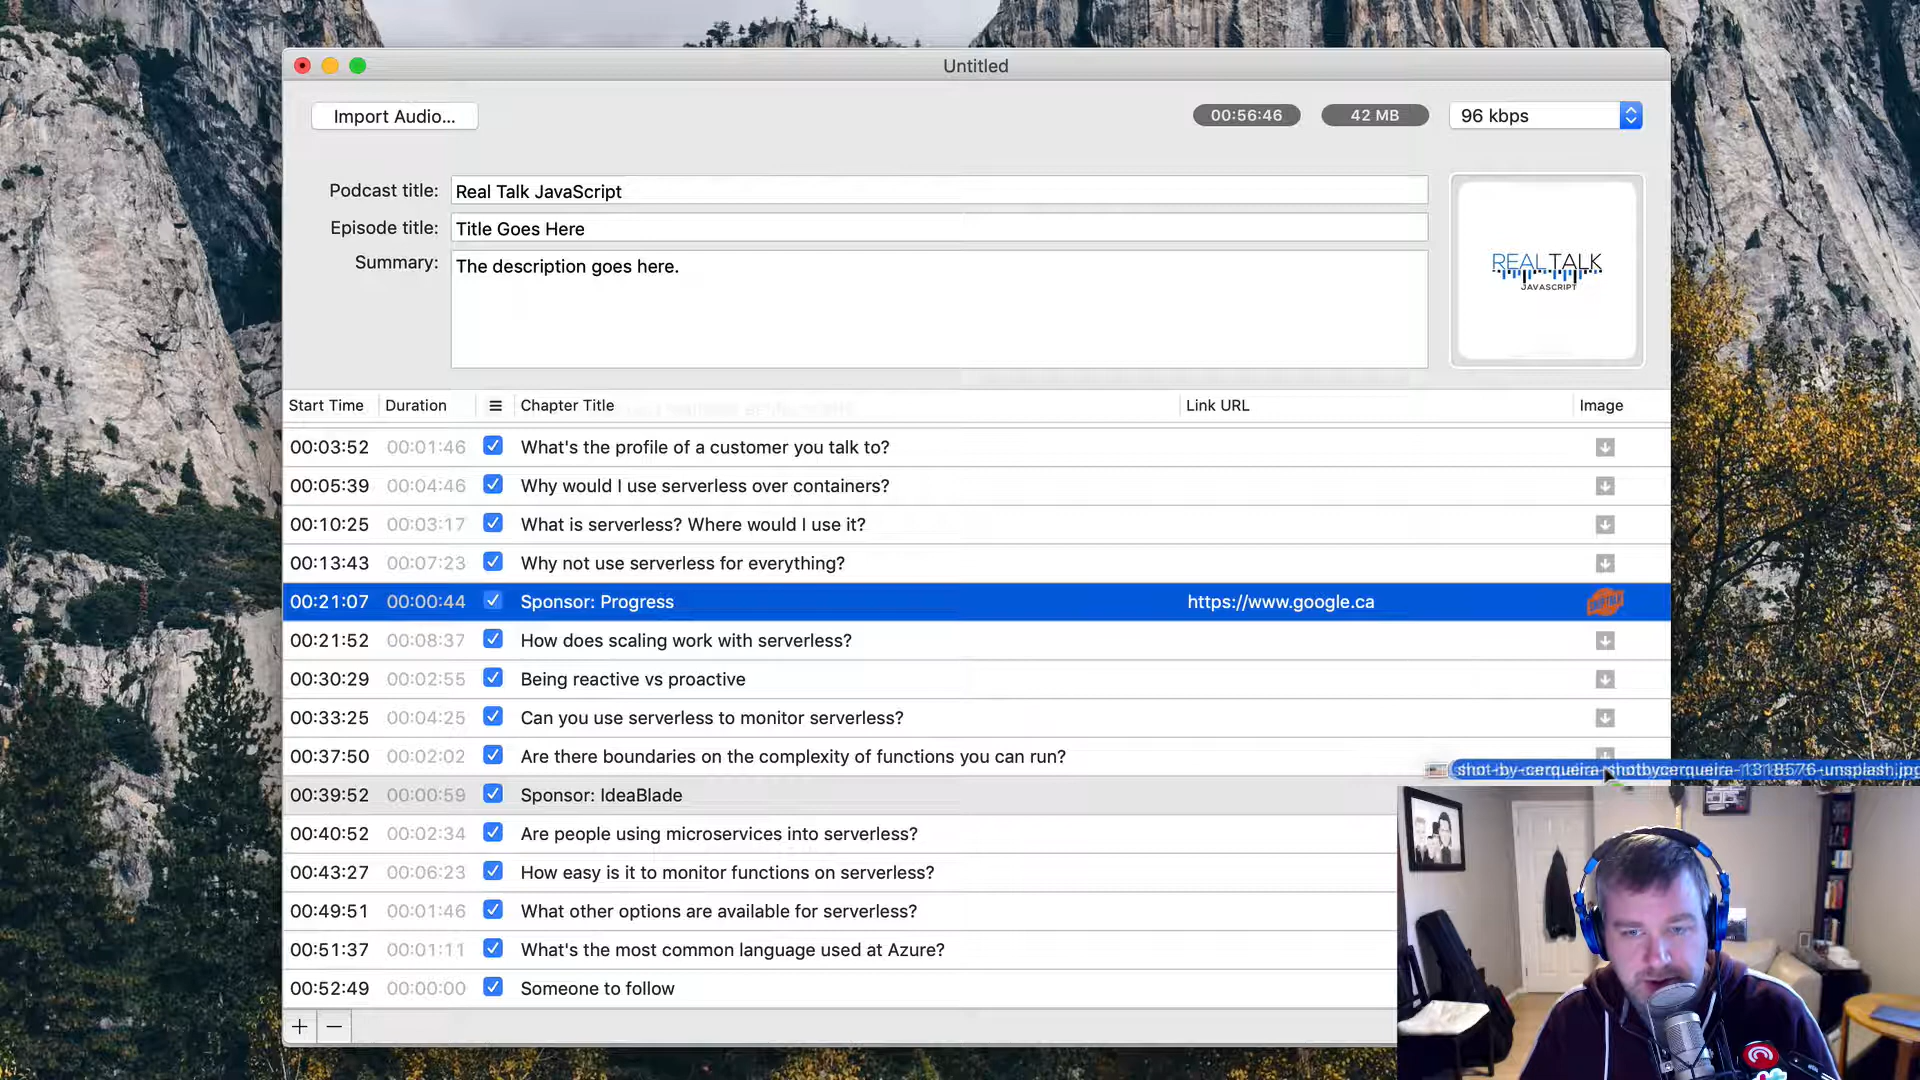 Untitled
Import Audio...
00:56:46
42 MB
96 kbps
Podcast title:
Real Talk JavaScript
Episode title:
Title Goes Here
Summary:
The description goes here.
REALTALK
JAVASCRIPT
Start Time Duration Chapter Title Link URL Image
00:03:52 00:01:46 What's the profile of a customer you talk to?
00:05:39 00:04:46 Why would I use serverless over containers?
00:10:25 00:03:17 What is serverless? Where would I use it?
00:13:43 00:07:23 Why not use serverless for everything?
00:21:07 00:00:44 Sponsor: Progress https://www.google.ca
00:21:52 00:08:37 How does scaling work with serverless?
00:30:29 00:02:55 Being reactive vs proactive
00:33:25 00:04:25 Can you use serverless to monitor serverless?
00:37:50 00:02:02 Are there boundaries on the complexity of functions you can run?
shot-by-cerqueira-shotbycerqueira-1318576-unsplash.jpg
00:39:52 00:00:59 Sponsor: IdeaBlade
00:40:52 00:02:34 Are people using microservices into serverless?
00:43:27 00:06:23 How easy is it to monitor functions on serverless?
00:49:51 00:01:46 What other options are available for serverless?
00:51:37 00:01:11 What's the most common language used at Azure?
00:52:49 00:00:00 Someone to follow